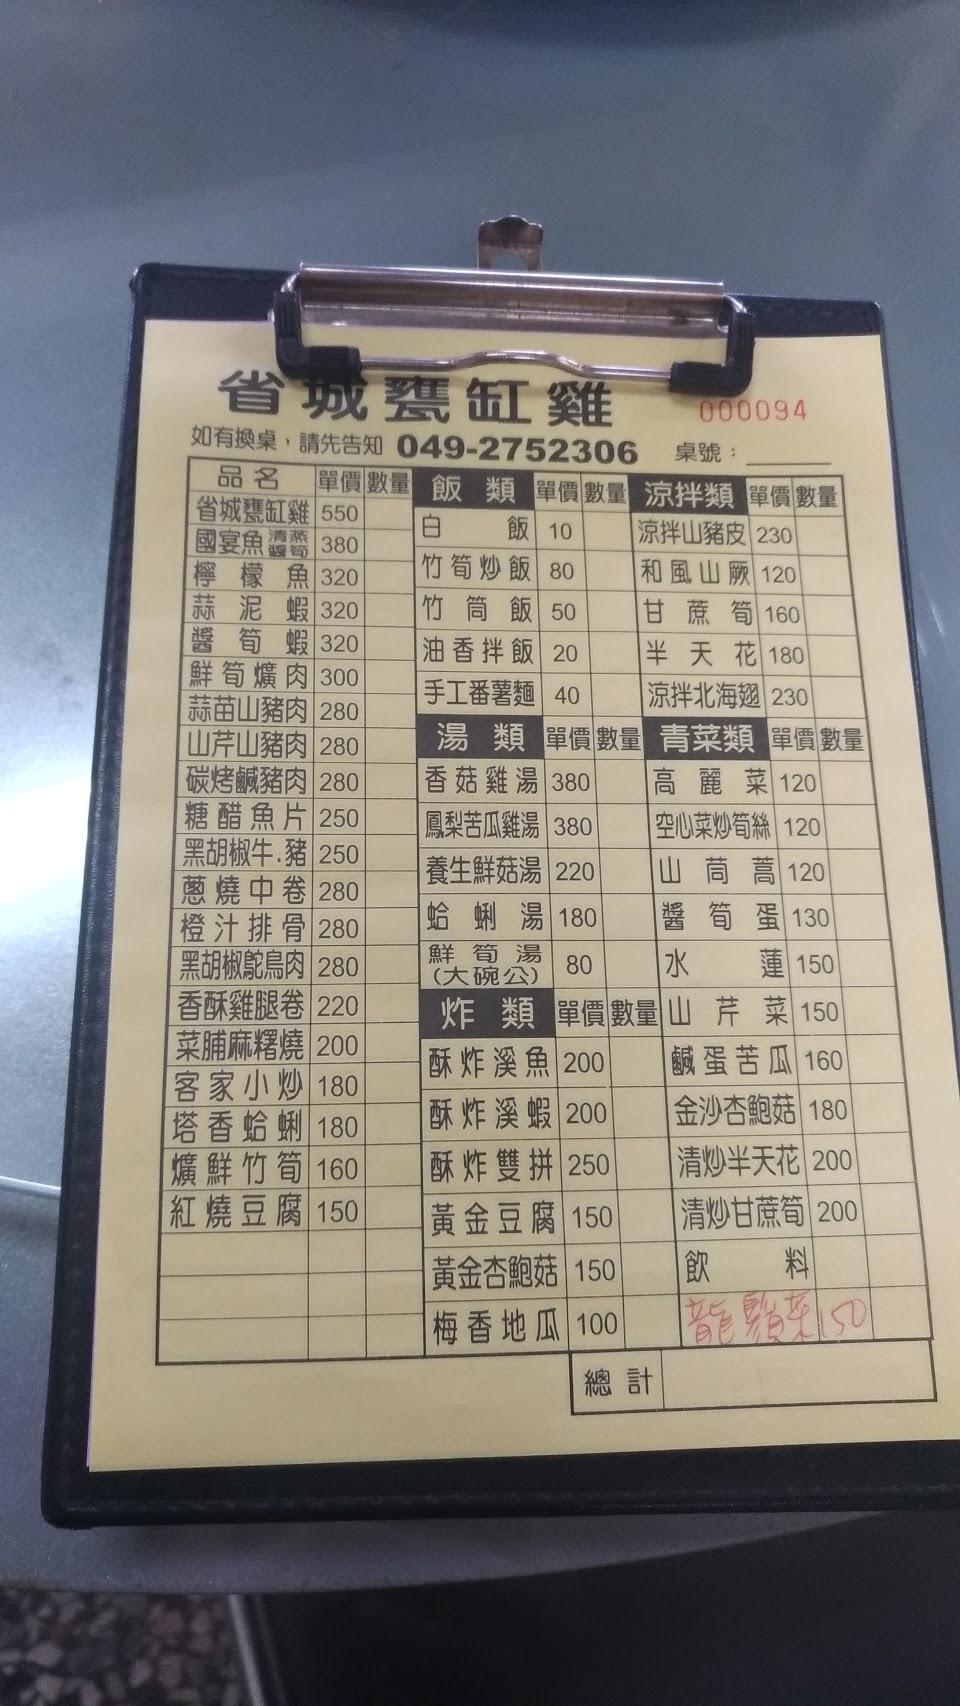 省城甕缸雞
000094
如有換桌，請先告知 049-2752306 桌號：
品名 單價 數量
省城甕缸雞 550
國宴魚 清蒸 醬筍 380
檸檬魚 320
蒜泥蝦 320
醬筍蝦 320
鮮筍爌肉 300
蒜苗山豬肉 280
山芹山豬肉 280
碳烤鹹豬肉 280
糖醋魚片 250
黑胡椒牛.豬 250
蔥燒中卷 280
橙汁排骨 280
黑胡椒鴕鳥肉 280
香酥雞腿卷 220
菜脯麻糬燒 200
客家小炒 180
塔香蛤蜊 180
爌鮮竹筍 160
紅燒豆腐 150
飯類 單價 數量
白飯 10
竹筍炒飯 80
竹筒飯 50
油香拌飯 20
手工番薯麵 40
湯類 單價 數量
香菇雞湯 380
鳳梨苦瓜雞湯 380
養生鮮菇湯 220
蛤蜊湯 180
鮮筍湯
(大碗公) 80
炸類 單價 數量
酥炸溪魚 200
酥炸溪蝦 200
酥炸雙拼 250
黃金豆腐 150
黃金杏鮑菇 150
梅香地瓜 100
涼拌類 單價 數量
涼拌山豬皮 230
和風山厥 120
甘蔗筍 160
半天花 180
涼拌北海翅 230
青菜類 單價 數量
高麗菜 120
空心菜炒筍絲 120
山茼蒿 120
醬筍蛋 130
水蓮 150
山芹菜 150
鹹蛋苦瓜 160
金沙杏鮑菇 180
清炒半天花 200
清炒甘蔗筍 200
飲料
龍鬚菜 150
總計